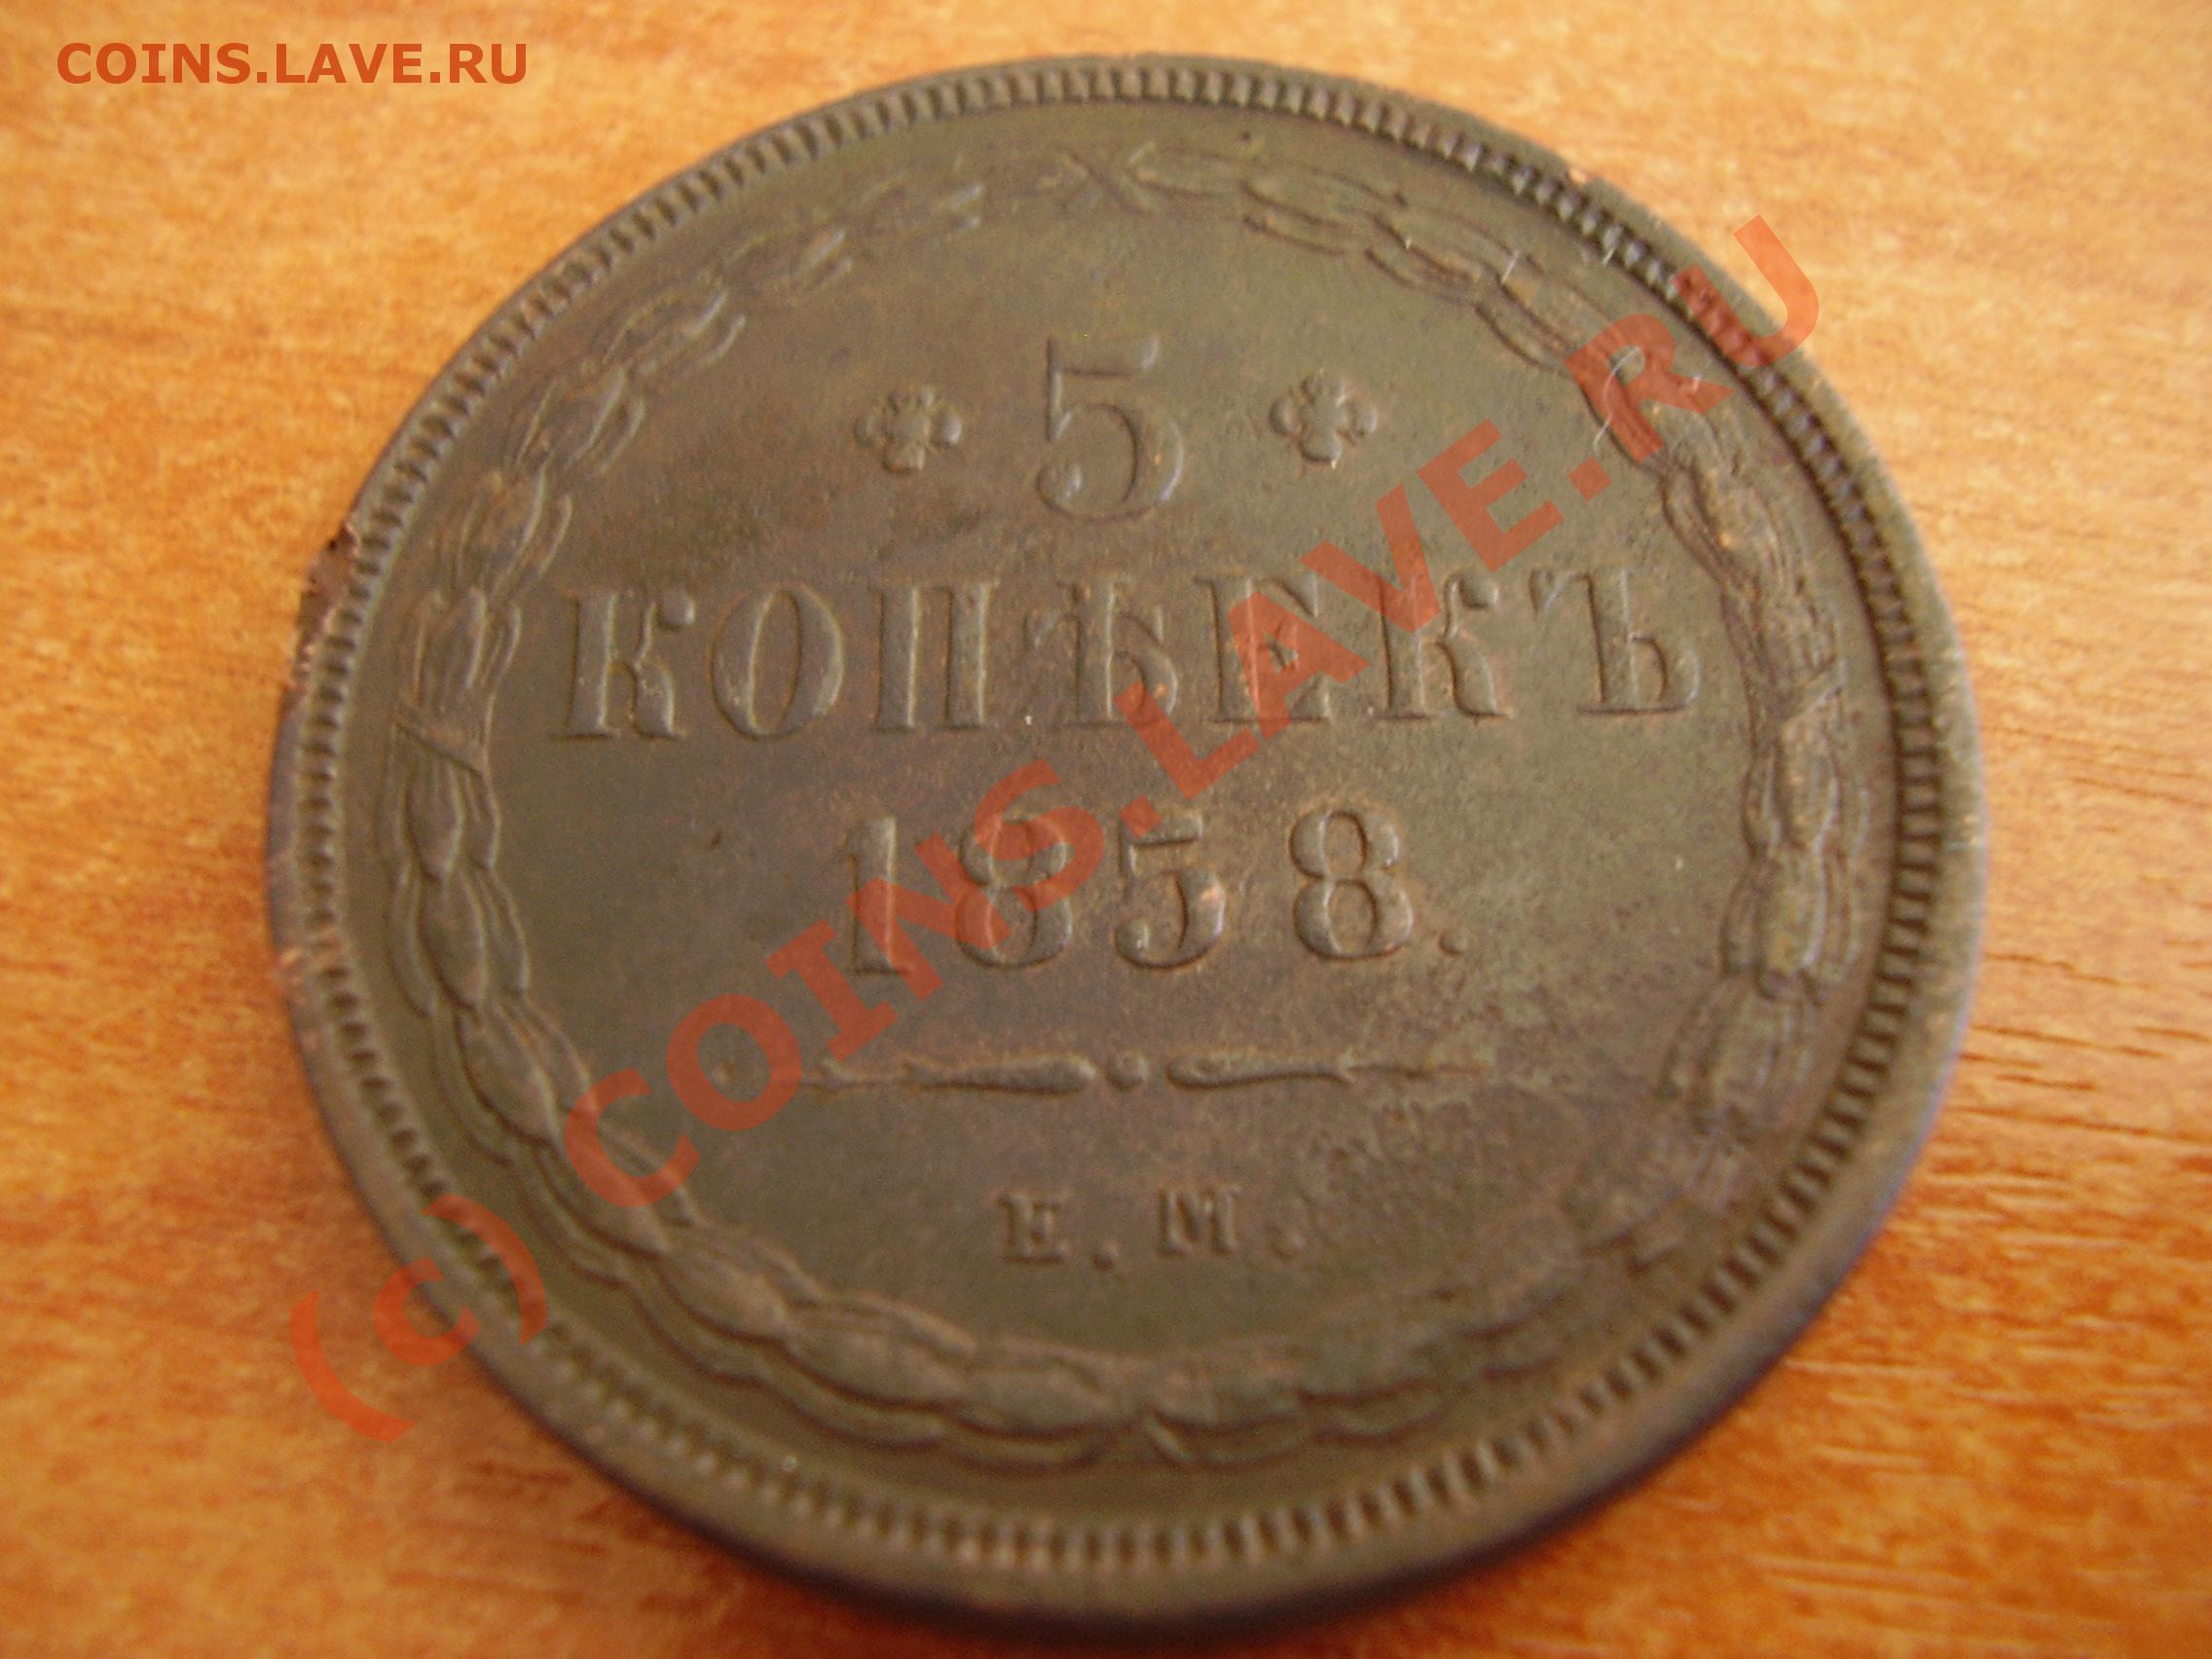 COINS.LAVE.RU
5
КОПѢЕКЪ
1858.
Е.М.
(c) COINS.LAVE.RU